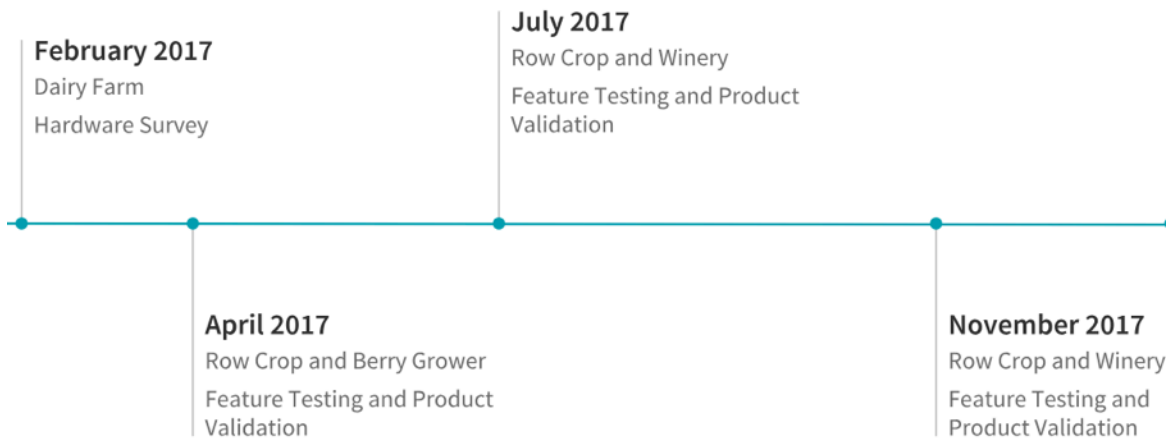 February 2017
Dairy Farm
Hardware Survey
April 2017
Row Crop and Berry Grower
Feature Testing and Product
Validation
July 2017
Row Crop and Winery
Feature Testing and Product
Validation
November 2017
Row Crop and Winery
Feature Testing and
Product Validation